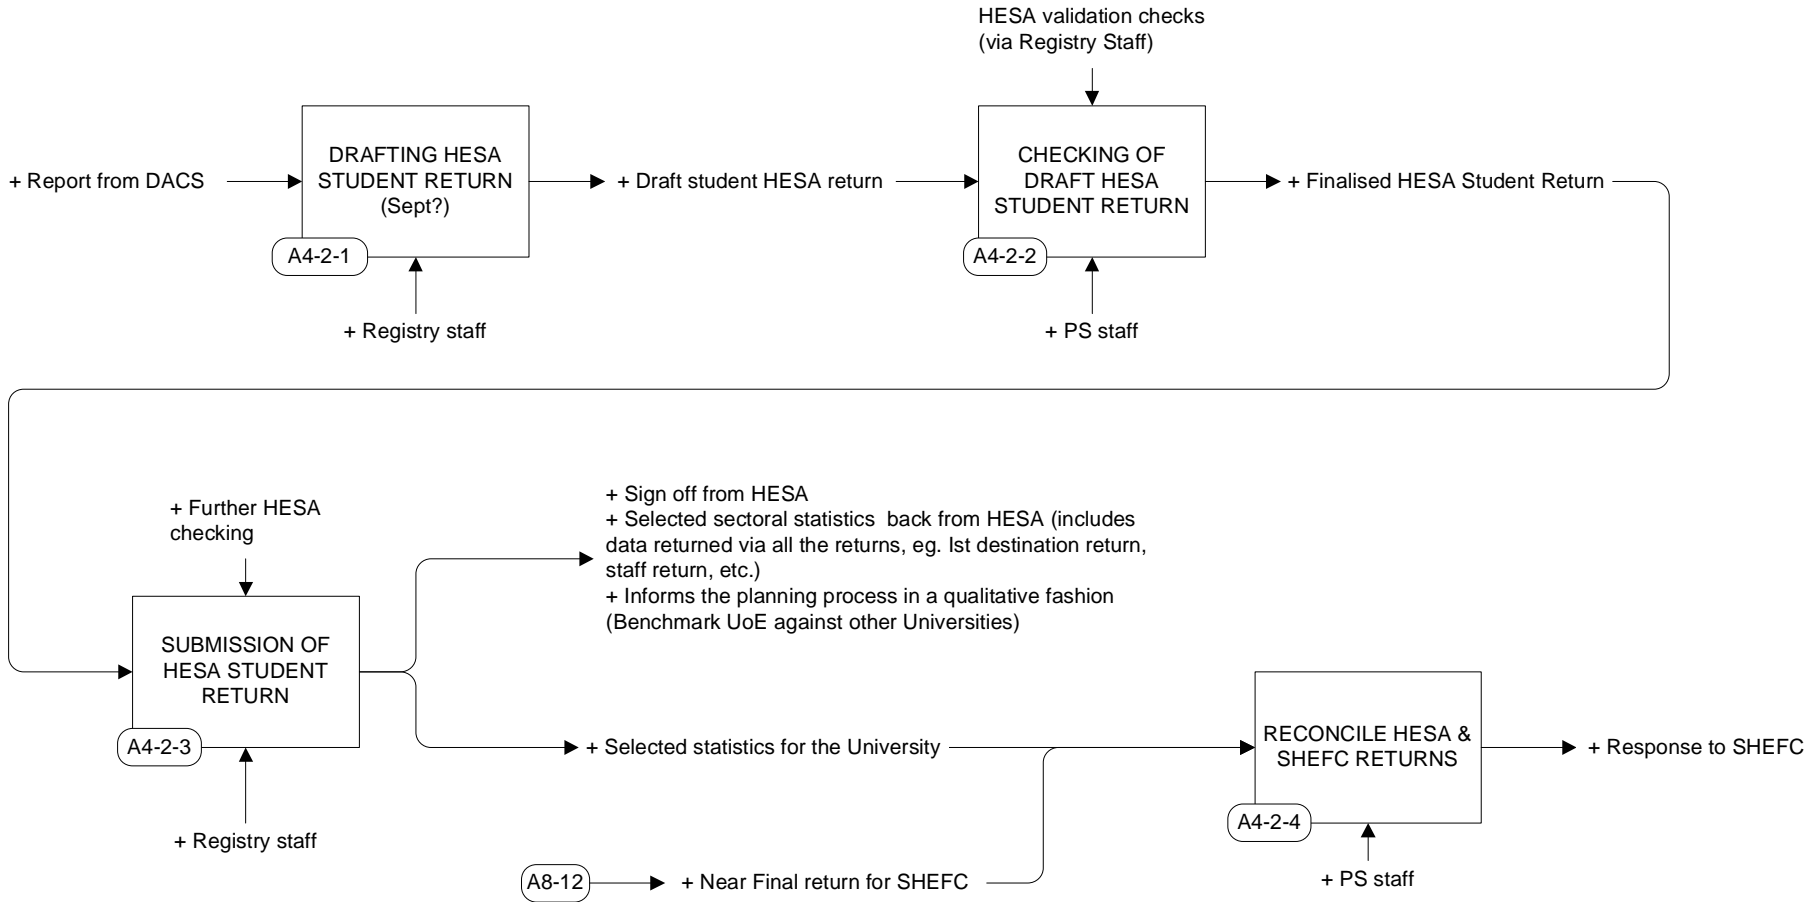 HESA validation checks
(via Registry Staff)
+ Report from DACS
DRAFTING HESA
STUDENT RETURN
(Sept?)
A4-2-1
+ Registry staff
+ Draft student HESA return
CHECKING OF
DRAFT HESA
STUDENT RETURN
A4-2-2
+ PS staff
+ Finalised HESA Student Return
+ Further HESA
checking
SUBMISSION OF
HESA STUDENT
RETURN
A4-2-3
+ Registry staff
+ Sign off from HESA
+ Selected sectoral statistics  back from HESA (includes
data returned via all the returns, eg. Ist destination return,
staff return, etc.)
+ Informs the planning process in a qualitative fashion
(Benchmark UoE against other Universities)
+ Selected statistics for the University
A8-12
+ Near Final return for SHEFC
RECONCILE HESA &
SHEFC RETURNS
A4-2-4
+ PS staff
+ Response to SHEFC